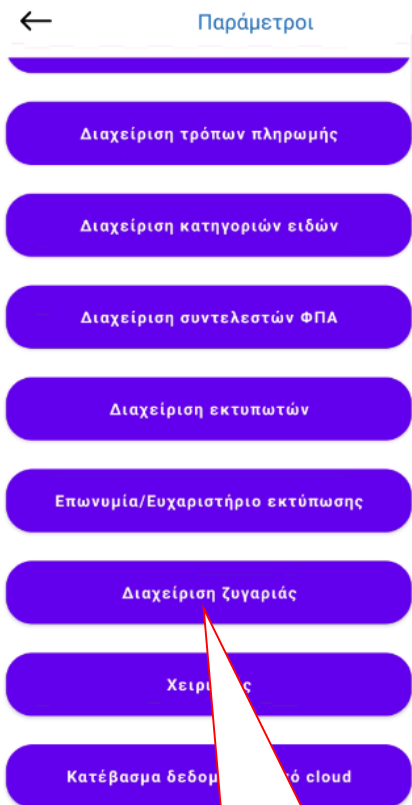 Παράμετροι
Διαχείριση τρόπων πληρωμής
Διαχείριση κατηγοριών ειδών
Διαχείριση συντελεστών ΦΠΑ
Διαχείριση εκτυπωτών
Επωνυμία/Ευχαριστήριο εκτύπωσης
Διαχείριση ζυγαριάς
Κατέβασμα cloud